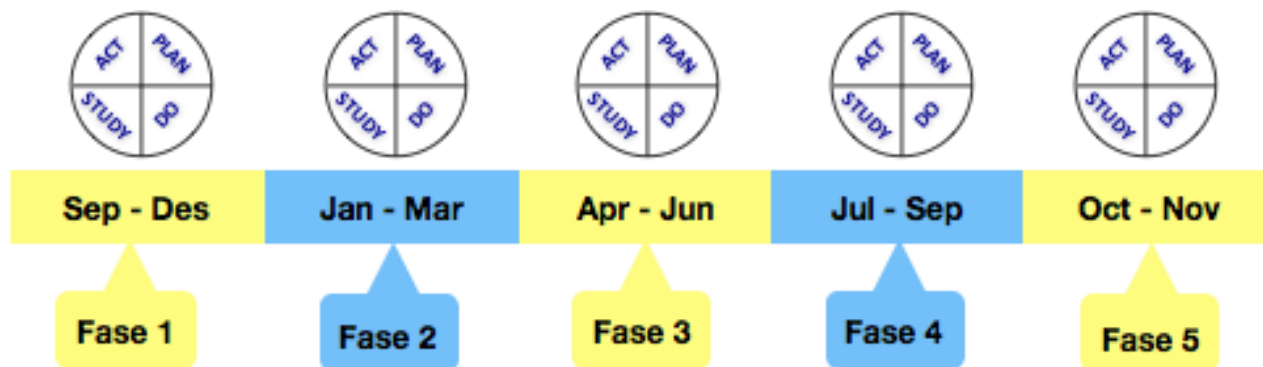 ACT PLAN
STUDY DO
ACT PLAN
STUDY DO
ACT PLAN
STUDY DO
ACT PLAN
STUDY DO
ACT PLAN
STUDY DO
Sep - Des
Jan - Mar
Apr - Jun
Jul - Sep
Oct - Nov
Fase 1
Fase 2
Fase 3
Fase 4
Fase 5